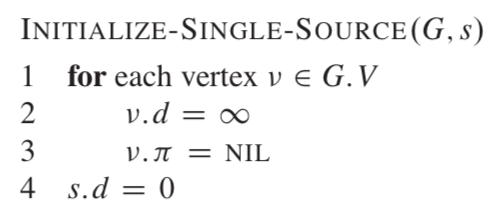 INITIALIZE-SINGLE-SOURCE(G, s)
1 for each vertex v ∈ G.V
2 v.d = ∞
3 v.π = NIL
4 s.d = 0